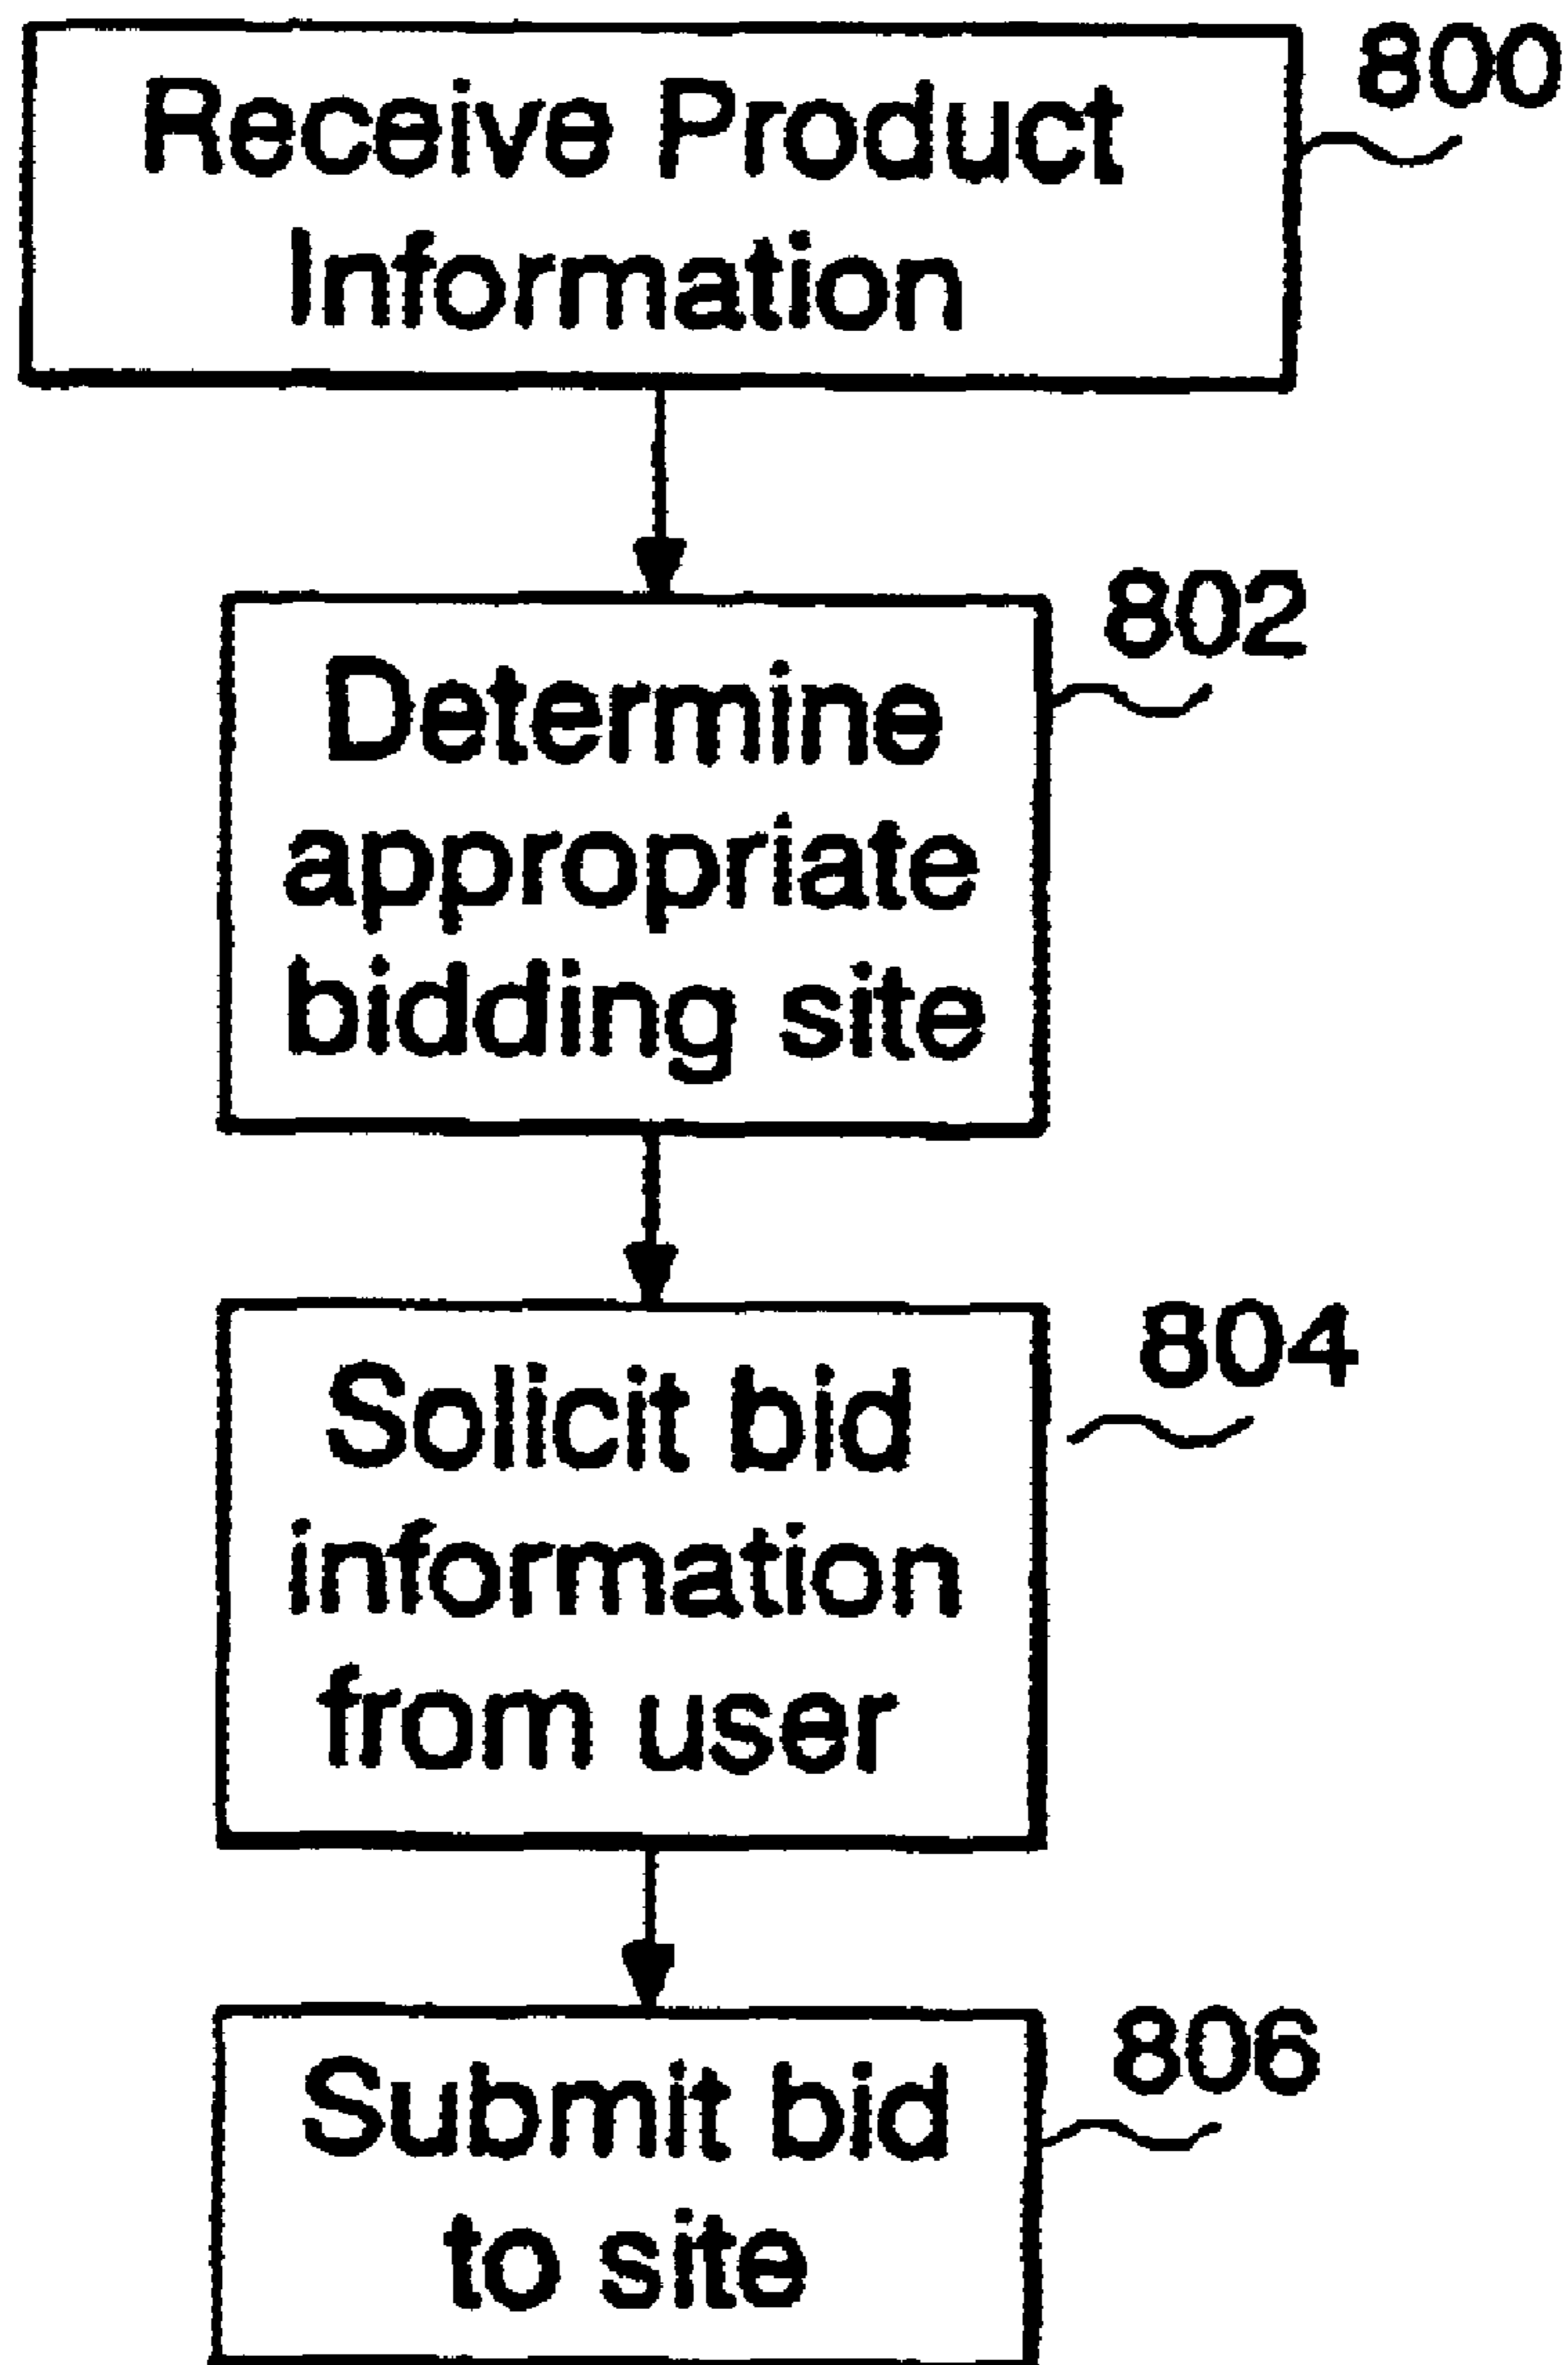 800
Receive Product
Information
802
Determine
appropriate
bidding site
804
Solicit bid
information
from user
806
Submit bid
to site